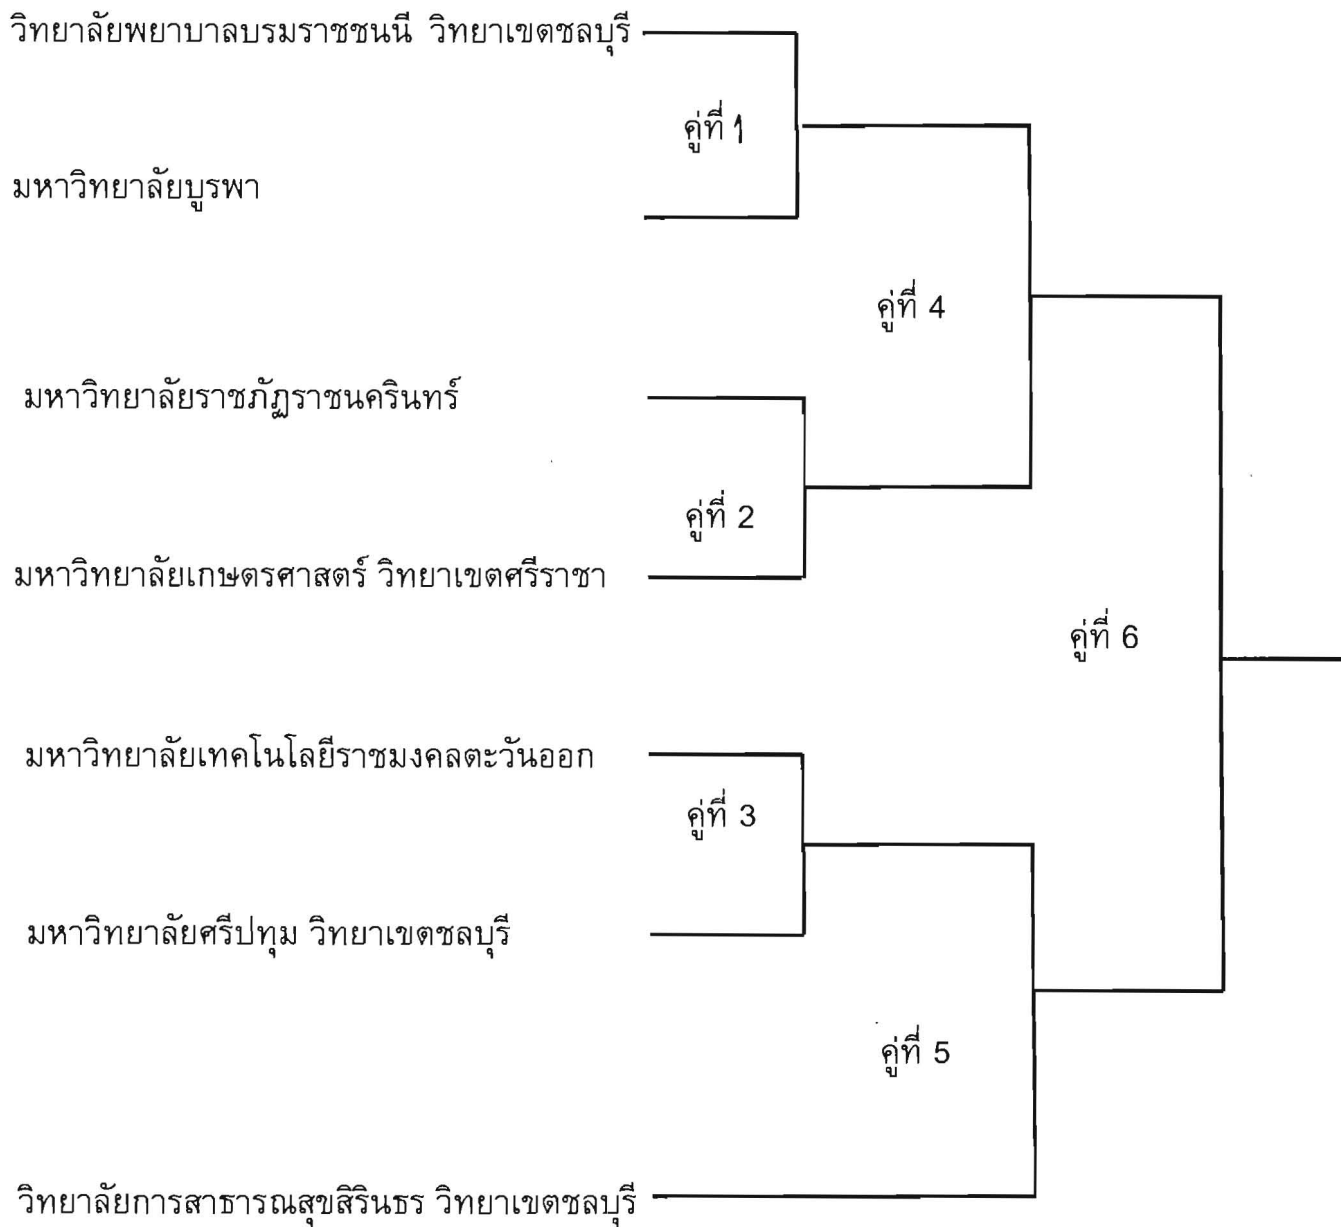 วิทยาลัยพยาบาลบรมราชชนนี วิทยาเขตชลบุรี
คู่ที่ 1
มหาวิทยาลัยบูรพา
คู่ที่ 4
มหาวิทยาลัยราชภัฏราชนครินทร์
คู่ที่ 2
มหาวิทยาลัยเกษตรศาสตร์ วิทยาเขตศรีราชา
คู่ที่ 6
มหาวิทยาลัยเทคโนโลยีราชมงคลตะวันออก
คู่ที่ 3
มหาวิทยาลัยศรีปทุม วิทยาเขตชลบุรี
คู่ที่ 5
วิทยาลัยการสาธารณสุขสิรินธร วิทยาเขตชลบุรี